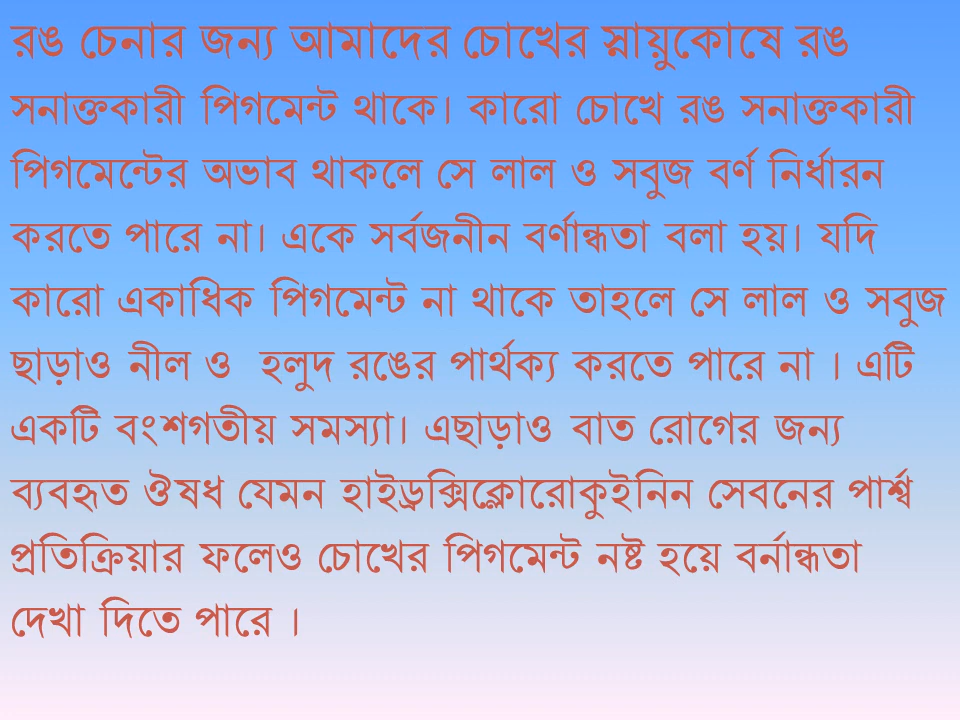 রঙ চেনার জন্য আমাদের চোখের স্নায়ুকোষে রঙ
সনাক্তকারী পিগমেন্ট থাকে। কারো চোখে রঙ সনাক্তকারী
পিগমেন্টের অভাব থাকলে সে লাল ও সবুজ বর্ণ নির্ধারন
করতে পারে না। একে সর্বজনীন বর্ণান্ধতা বলা হয়। যদি
কারো একাধিক পিগমেন্ট না থাকে তাহলে সে লাল ও সবুজ
ছাড়াও নীল ও হলুদ রঙের পার্থক্য করতে পারে না । এটি
একটি বংশগতীয় সমস্যা। এছাড়াও বাত রোগের জন্য
ব্যবহৃত ঔষধ যেমন হাইড্রক্সিক্লোরোকুইনিন সেবনের পার্শ্ব
প্রতিক্রিয়ার ফলেও চোখের পিগমেন্ট নষ্ট হয়ে বর্নান্ধতা
দেখা দিতে পারে ।